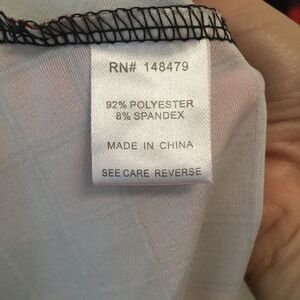 RN# 148479
92% POLYESTER
8% SPANDEX
MADE IN CHINA
SEE CARE REVERSE